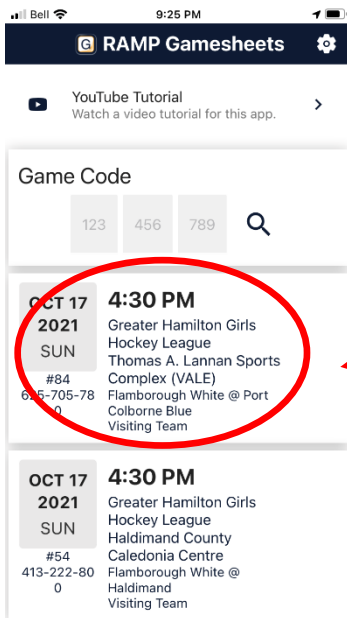 Bell 9:25 PM
G RAMP Gamesheets
YouTube Tutorial
Watch a video tutorial for this app.
Game Code
123 456 789
OCT 17
2021
SUN
#84
625-705-78
0
4:30 PM
Greater Hamilton Girls
Hockey League
Thomas A. Lannan Sports
Complex (VALE)
Flamborough White @ Port
Colborne Blue
Visiting Team
OCT 17
2021
SUN
#54
413-222-80
0
4:30 PM
Greater Hamilton Girls
Hockey League
Haldimand County
Caledonia Centre
Flamborough White @
Haldimand
Visiting Team